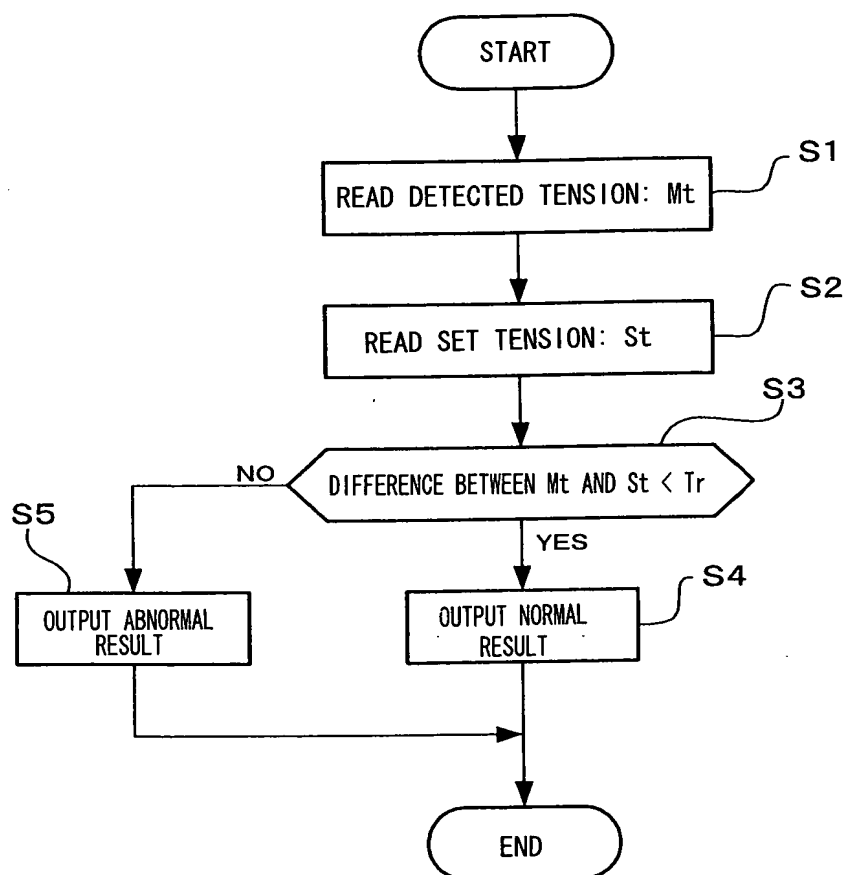 START
S1
READ DETECTED TENSION: Mt
S2
READ SET TENSION: St
S3
DIFFERENCE BETWEEN Mt AND St < Tr
NO
YES
S5
OUTPUT ABNORMAL
RESULT
S4
OUTPUT NORMAL
RESULT
END